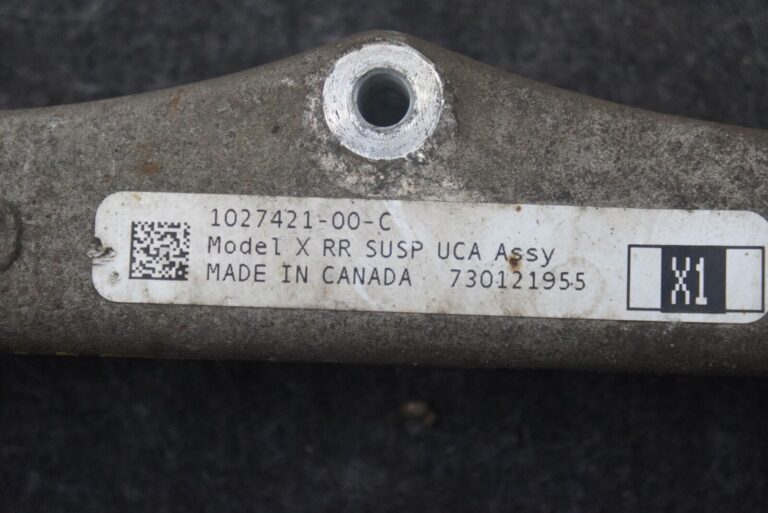 1027421-00-C
Model X RR SUSP UCA Assy
MADE IN CANADA 730121955
X1